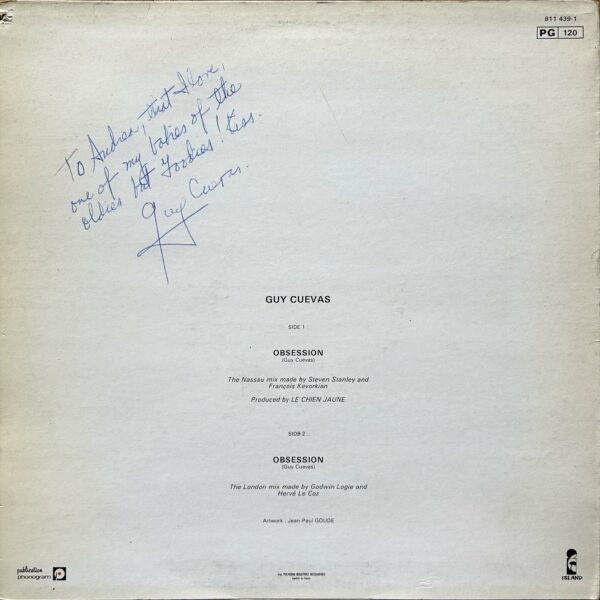 811 439-1
PG 120
To Andrea, that I love,
one of my babies of the
oldies but Goodies! Kiss.
Guy Cuevas.
GUY CUEVAS
SIDE 1 :
OBSESSION
(Guy Cuevas)
The Nassau mix made by Steven Stanley and
François Kevorkian
Produced by LE CHIEN JAUNE
SIDE 2 :
OBSESSION
(Guy Cuevas)
The London mix made by Godwin Logie and
Hervé Le Coz
Artwork : Jean-Paul GOUDE
publication
phonogram
ISLAND